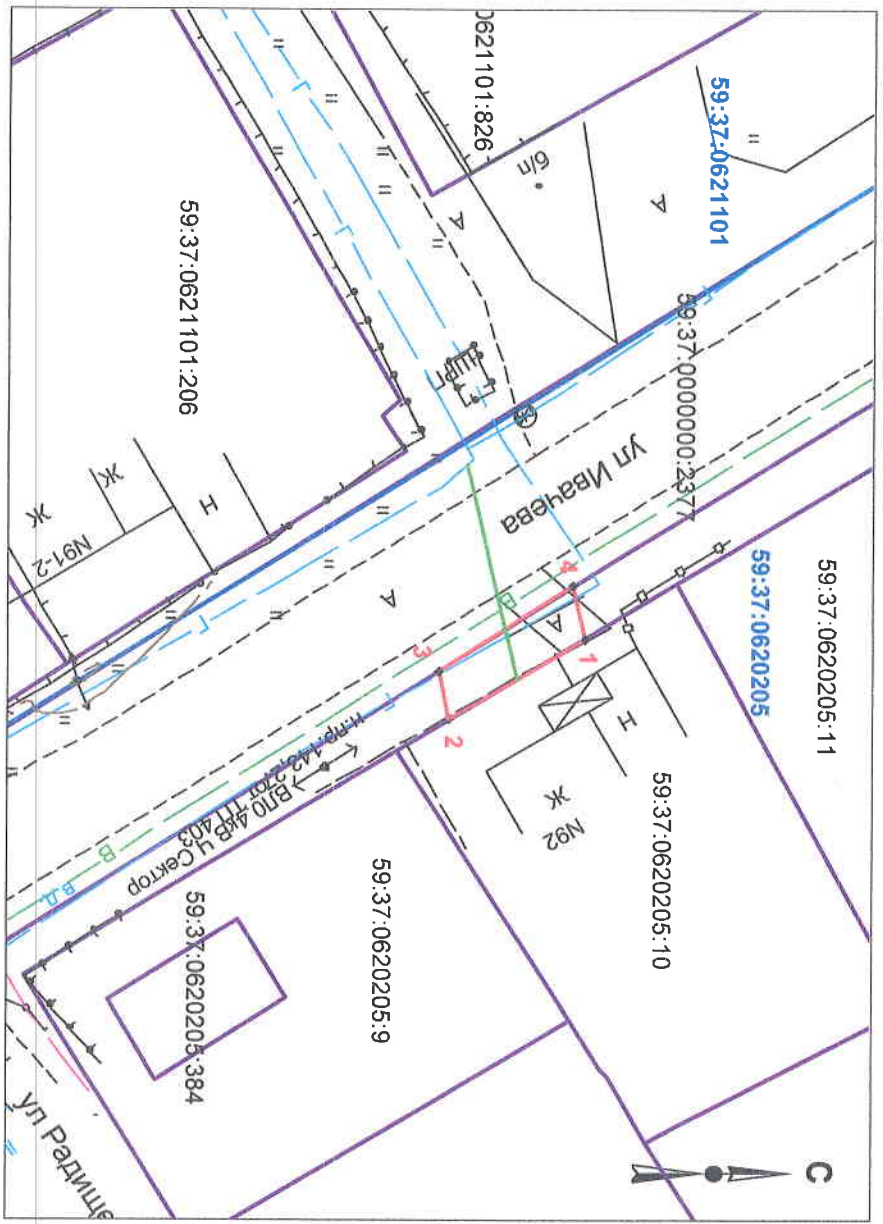 С
59:37:0620205:11
59:37:0620205
59:37:0000000:2377
59:37:0621101
А
0621101:826
б/п
А
ШРП
ул Ивачева
59:37:0621101:206
Н
Ж
Ж
N91-2
А
В
А
4
1
3
2
Н
Ж
N92
59:37:0620205:10
59:37:0620205:9
59:37:0620205:384
ВЛ0.4кВ Ч.Сектор
В
В.Д.
ул Радище